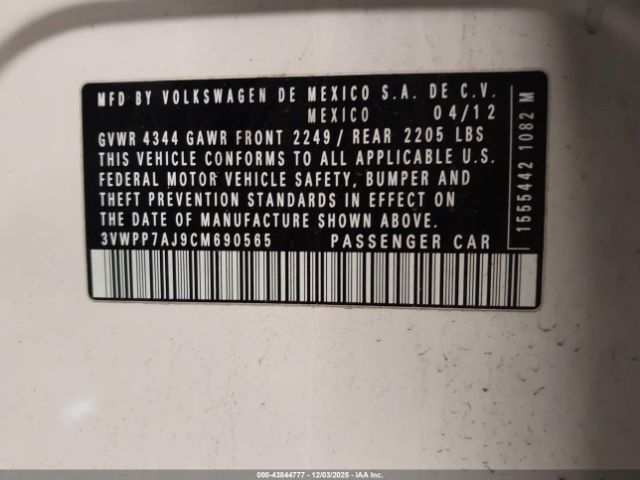 MFD BY VOLKSWAGEN DE MEXICO S.A. DE C.V.
MEXICO 04/12
GVWR 4344 GAWR FRONT 2249/ REAR 2205 LBS
THIS VEHICLE CONFORMS TO ALL APPLICABLE U.S.
FEDERAL MOTOR VEHICLE SAFETY, BUMPER AND
THEFT PREVENTION STANDARDS IN EFFECT ON
THE DATE OF MANUFACTURE SHOWN ABOVE.
3VWPP7AJ9CM690565 PASSENGER CAR
1555442 1082 M
000-43844777 - 12/03/2025 - IAA Inc.